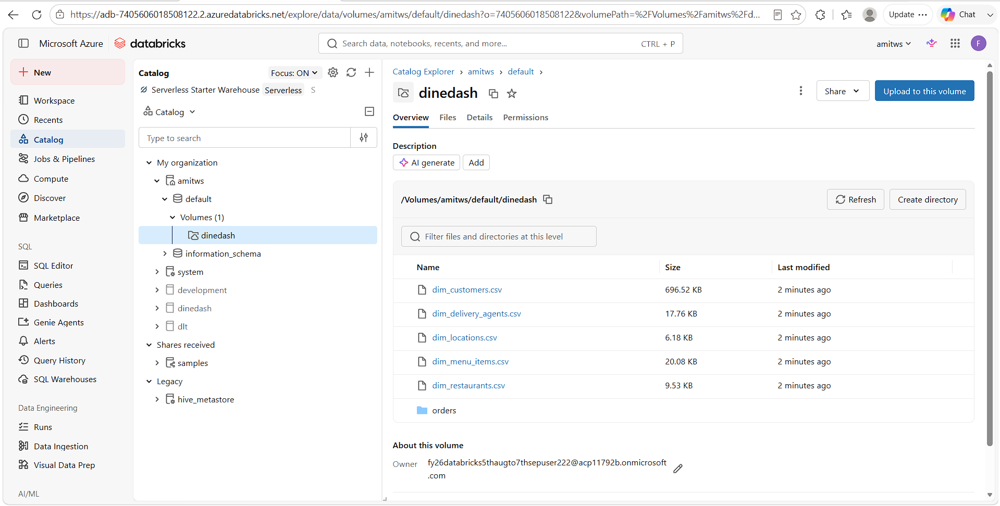 https://adb-7405606018508122.2.azuredatabricks.net/explore/data/volumes/amitws/default/dinedash?o=7405606018508122&volumePath=%2FVolumes%2Famitws%2Fd...
Update
Chat
Microsoft Azure
databricks
Search data, notebooks, recents, and more...
CTRL + P
amitws
F
New
Workspace
Recents
Catalog
Jobs & Pipelines
Compute
Discover
Marketplace
SQL
SQL Editor
Queries
Dashboards
Genie Agents
Alerts
Query History
SQL Warehouses
Data Engineering
Runs
Data Ingestion
Visual Data Prep
AI/ML
Catalog
Focus: ON
Serverless Starter Warehouse Serverless S
Catalog
Type to search
My organization
amitws
default
Volumes (1)
dinedash
information_schema
system
development
dinedash
dlt
Shares received
samples
Legacy
hive_metastore
Catalog Explorer > amitws > default >
dinedash
Share
Upload to this volume
Overview Files Details Permissions
Description
AI generate
Add
/Volumes/amitws/default/dinedash
Refresh
Create directory
Filter files and directories at this level
Name Size Last modified
dim_customers.csv 696.52 KB 2 minutes ago
dim_delivery_agents.csv 17.76 KB 2 minutes ago
dim_locations.csv 6.18 KB 2 minutes ago
dim_menu_items.csv 20.08 KB 2 minutes ago
dim_restaurants.csv 9.53 KB 2 minutes ago
orders
About this volume
Owner fy26databricks5thaugto7thsepuser222@acp11792b.onmicrosoft
.com